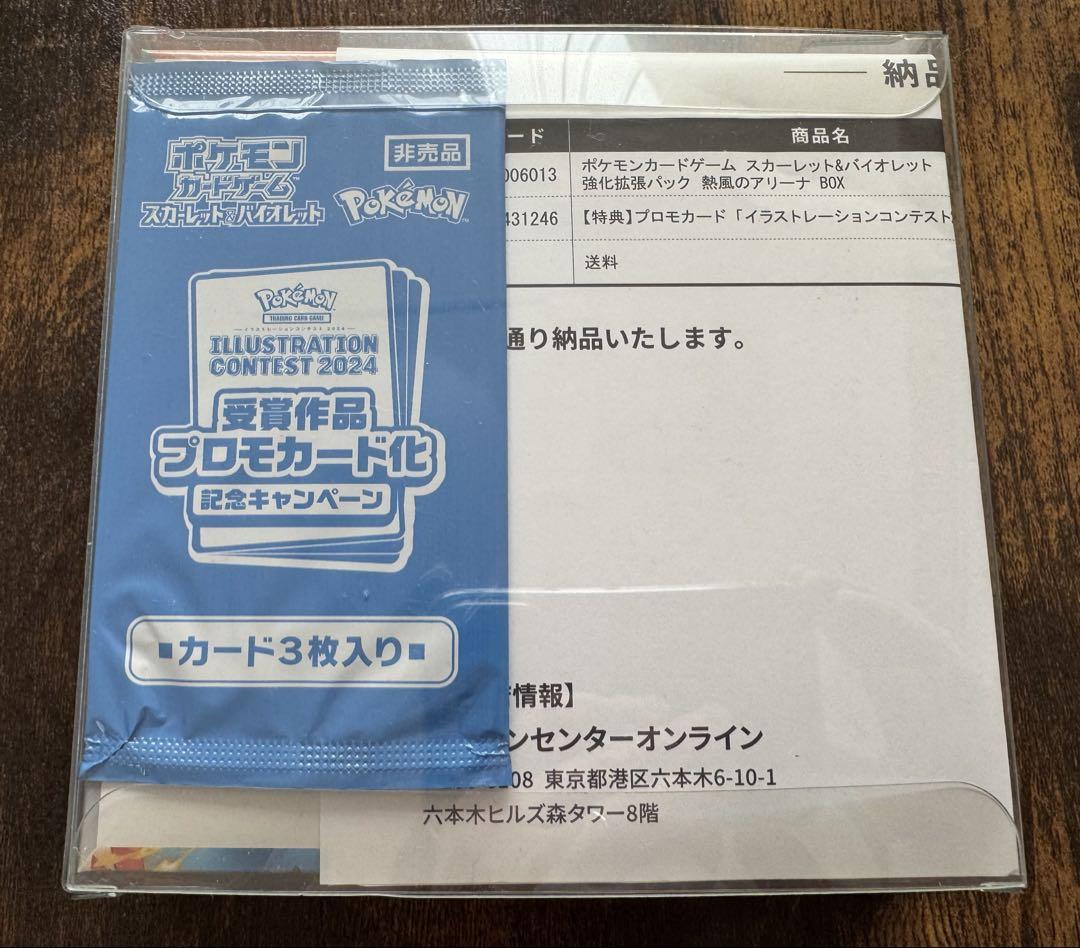 ポケモン
カードゲーム
スカーレット&バイオレット
非売品
Pokémon
Pokémon
TRADING CARD GAME
イラストレーションコンテスト 2024
ILLUSTRATION
CONTEST 2024
受賞作品
プロモカード化
記念キャンペーン
カード3枚入り
納品
ード
商品名
006013
ポケモンカードゲーム スカーレット&バイオレット
強化拡張パック 熱風のアリーナ BOX
431246
【特典】プロモカード「イラストレーションコンテスト
送料
通り納品いたします。
情報】
ンセンターオンライン
08 東京都港区六本木6-10-1
六本木ヒルズ森タワー8階